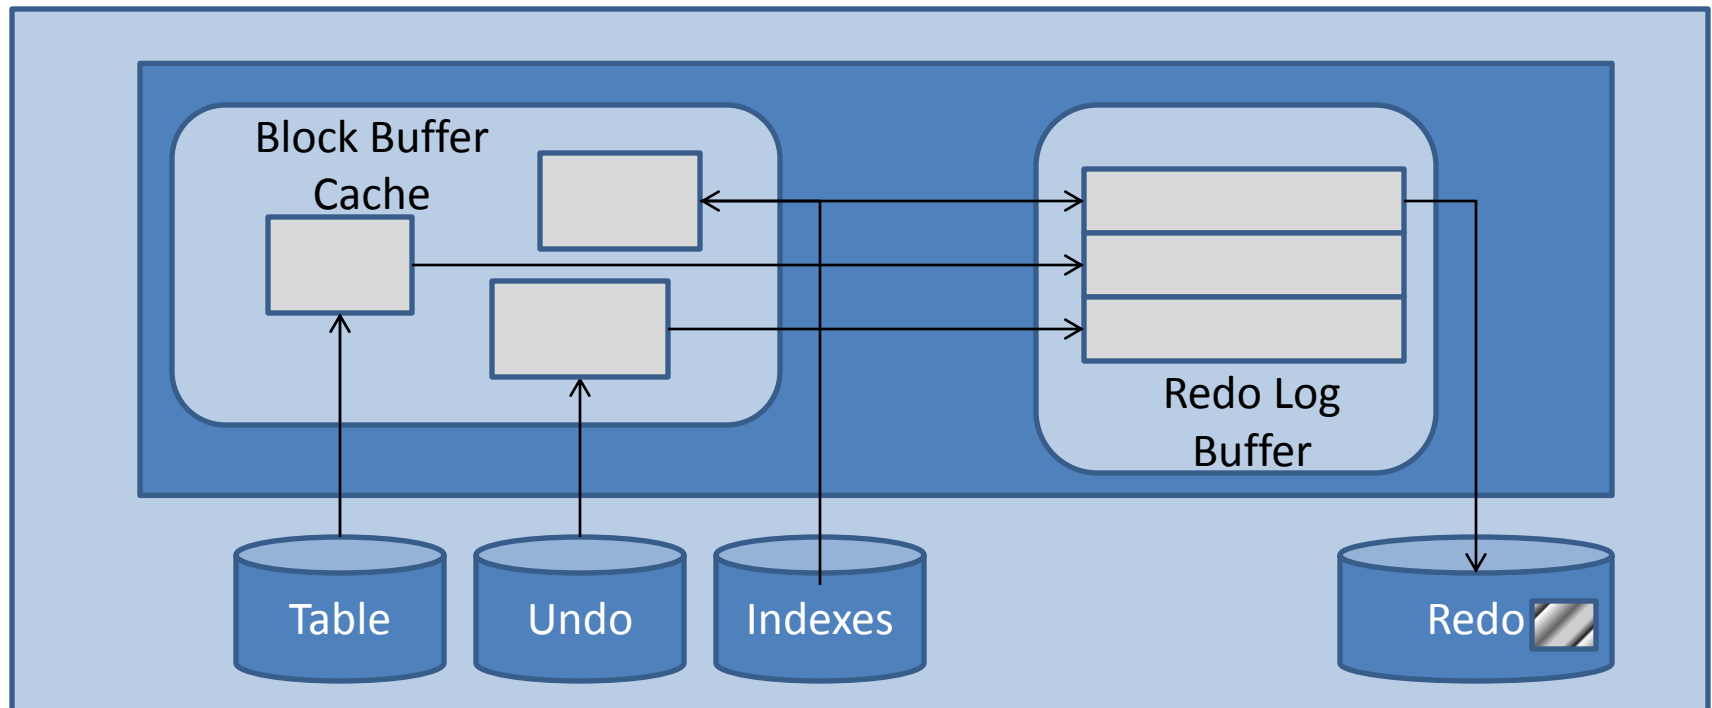 Block Buffer
Cache
Redo Log
Buffer
Table
Undo
Indexes
Redo